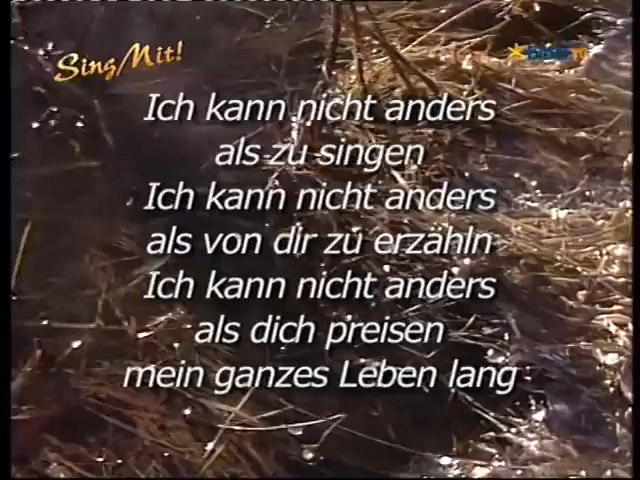 Sing Mit!
Ich kann nicht anders
als zu singen
Ich kann nicht anders
als von dir zu erzähln
Ich kann nicht anders
als dich preisen
mein ganzes Leben lang